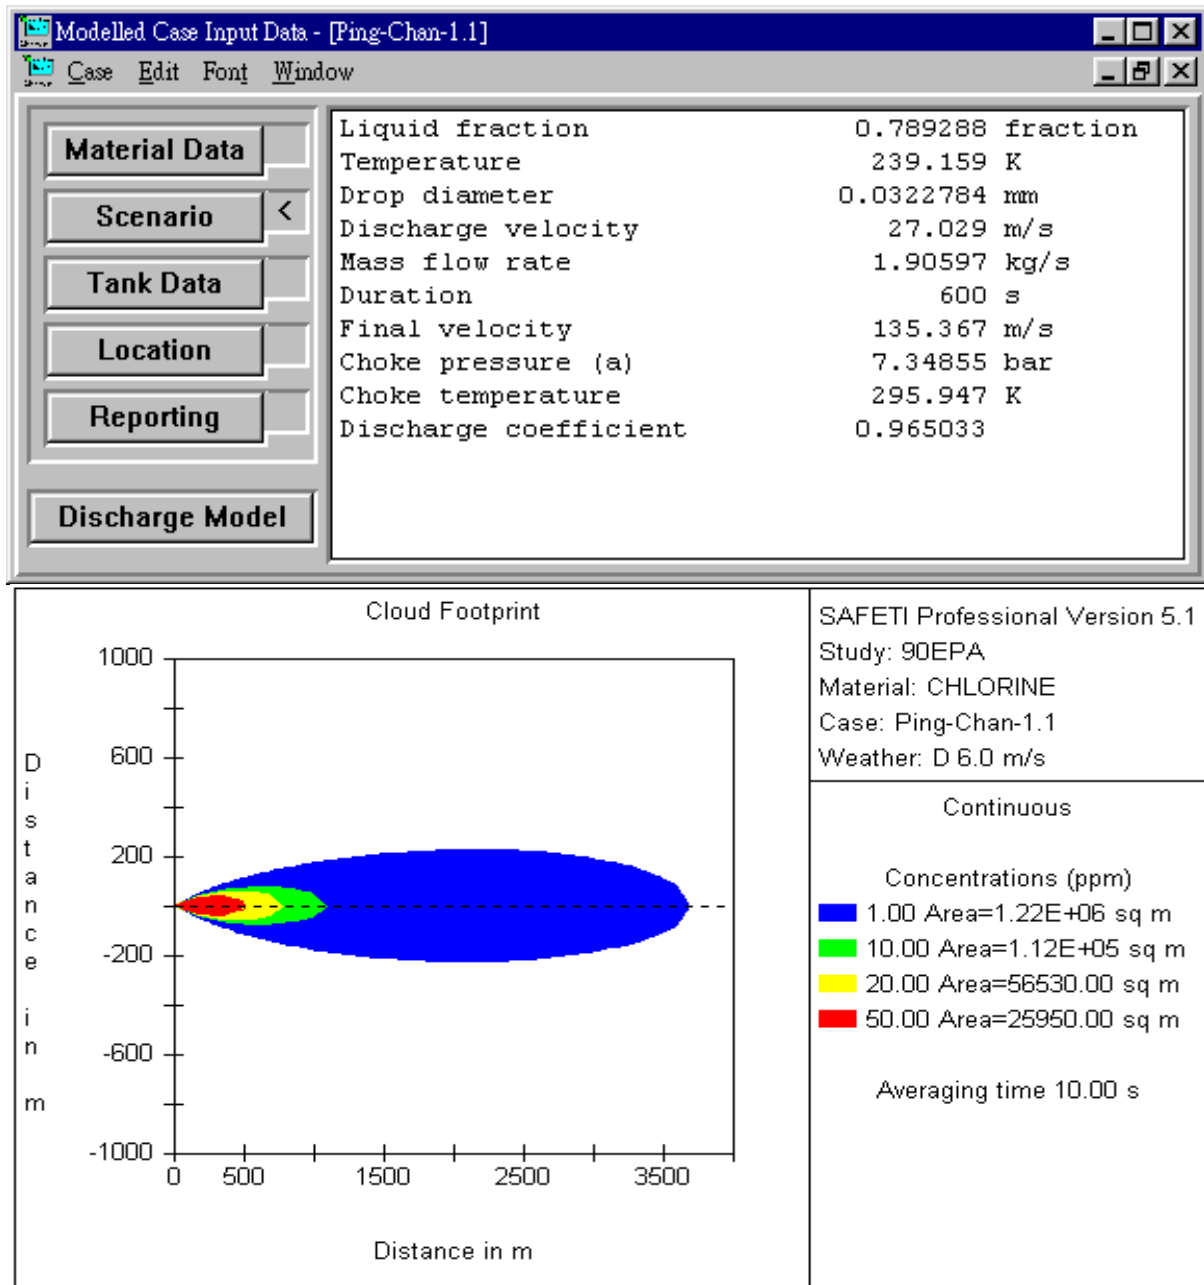 Modelled Case Input Data - [Ping-Chan-1.1]
Case Edit Font Window
Material Data
Scenario <
Tank Data
Location
Reporting
Discharge Model
Liquid fraction 0.789288 fraction
Temperature 239.159 K
Drop diameter 0.0322784 mm
Discharge velocity 27.029 m/s
Mass flow rate 1.90597 kg/s
Duration 600 s
Final velocity 135.367 m/s
Choke pressure (a) 7.34855 bar
Choke temperature 295.947 K
Discharge coefficient 0.965033
Cloud Footprint
1000
600
200
-200
-600
-1000
Distance in m
0 500 1500 2500 3500
Distance in m
SAFETI Professional Version 5.1
Study: 90EPA
Material: CHLORINE
Case: Ping-Chan-1.1
Weather: D 6.0 m/s
Continuous
Concentrations (ppm)
1.00 Area=1.22E+06 sq m
10.00 Area=1.12E+05 sq m
20.00 Area=56530.00 sq m
50.00 Area=25950.00 sq m
Averaging time 10.00 s